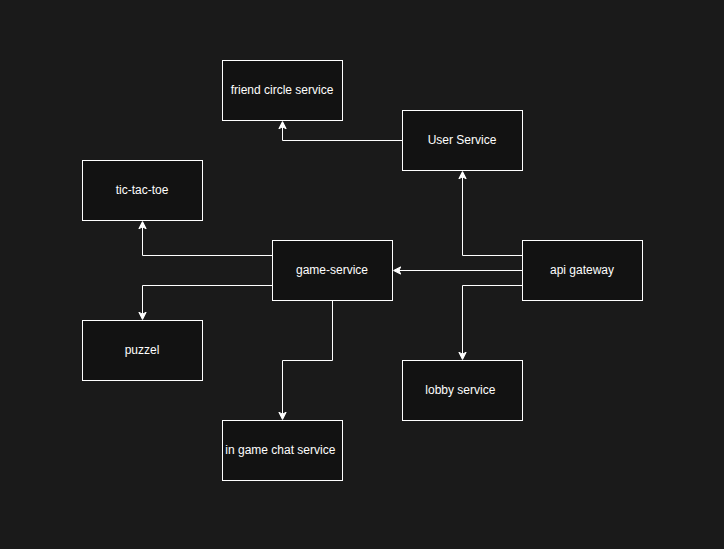 friend circle service
User Service
tic-tac-toe
game-service
api gateway
puzzel
lobby service
in game chat service